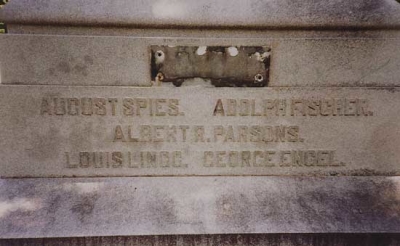 AUGUST SPIES. ADOLPH FISCHER.
ALBERT R. PARSONS.
LOUIS LINGG. GEORGE ENGEL.